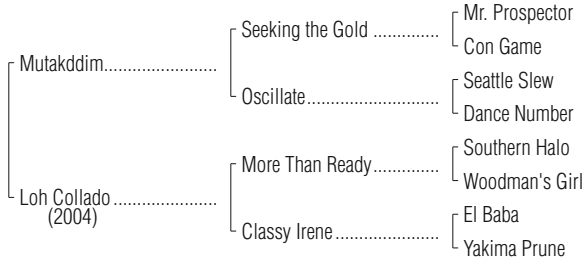 Mr. Prospector
Seeking the Gold ...............
Con Game
Mutakddim.......................
Seattle Slew
Oscillate.............................
Dance Number
Southern Halo
More Than Ready...............
Woodman's Girl
Loh Collado .......................
(2004)
El Baba
Classy Irene .......................
Yakima Prune